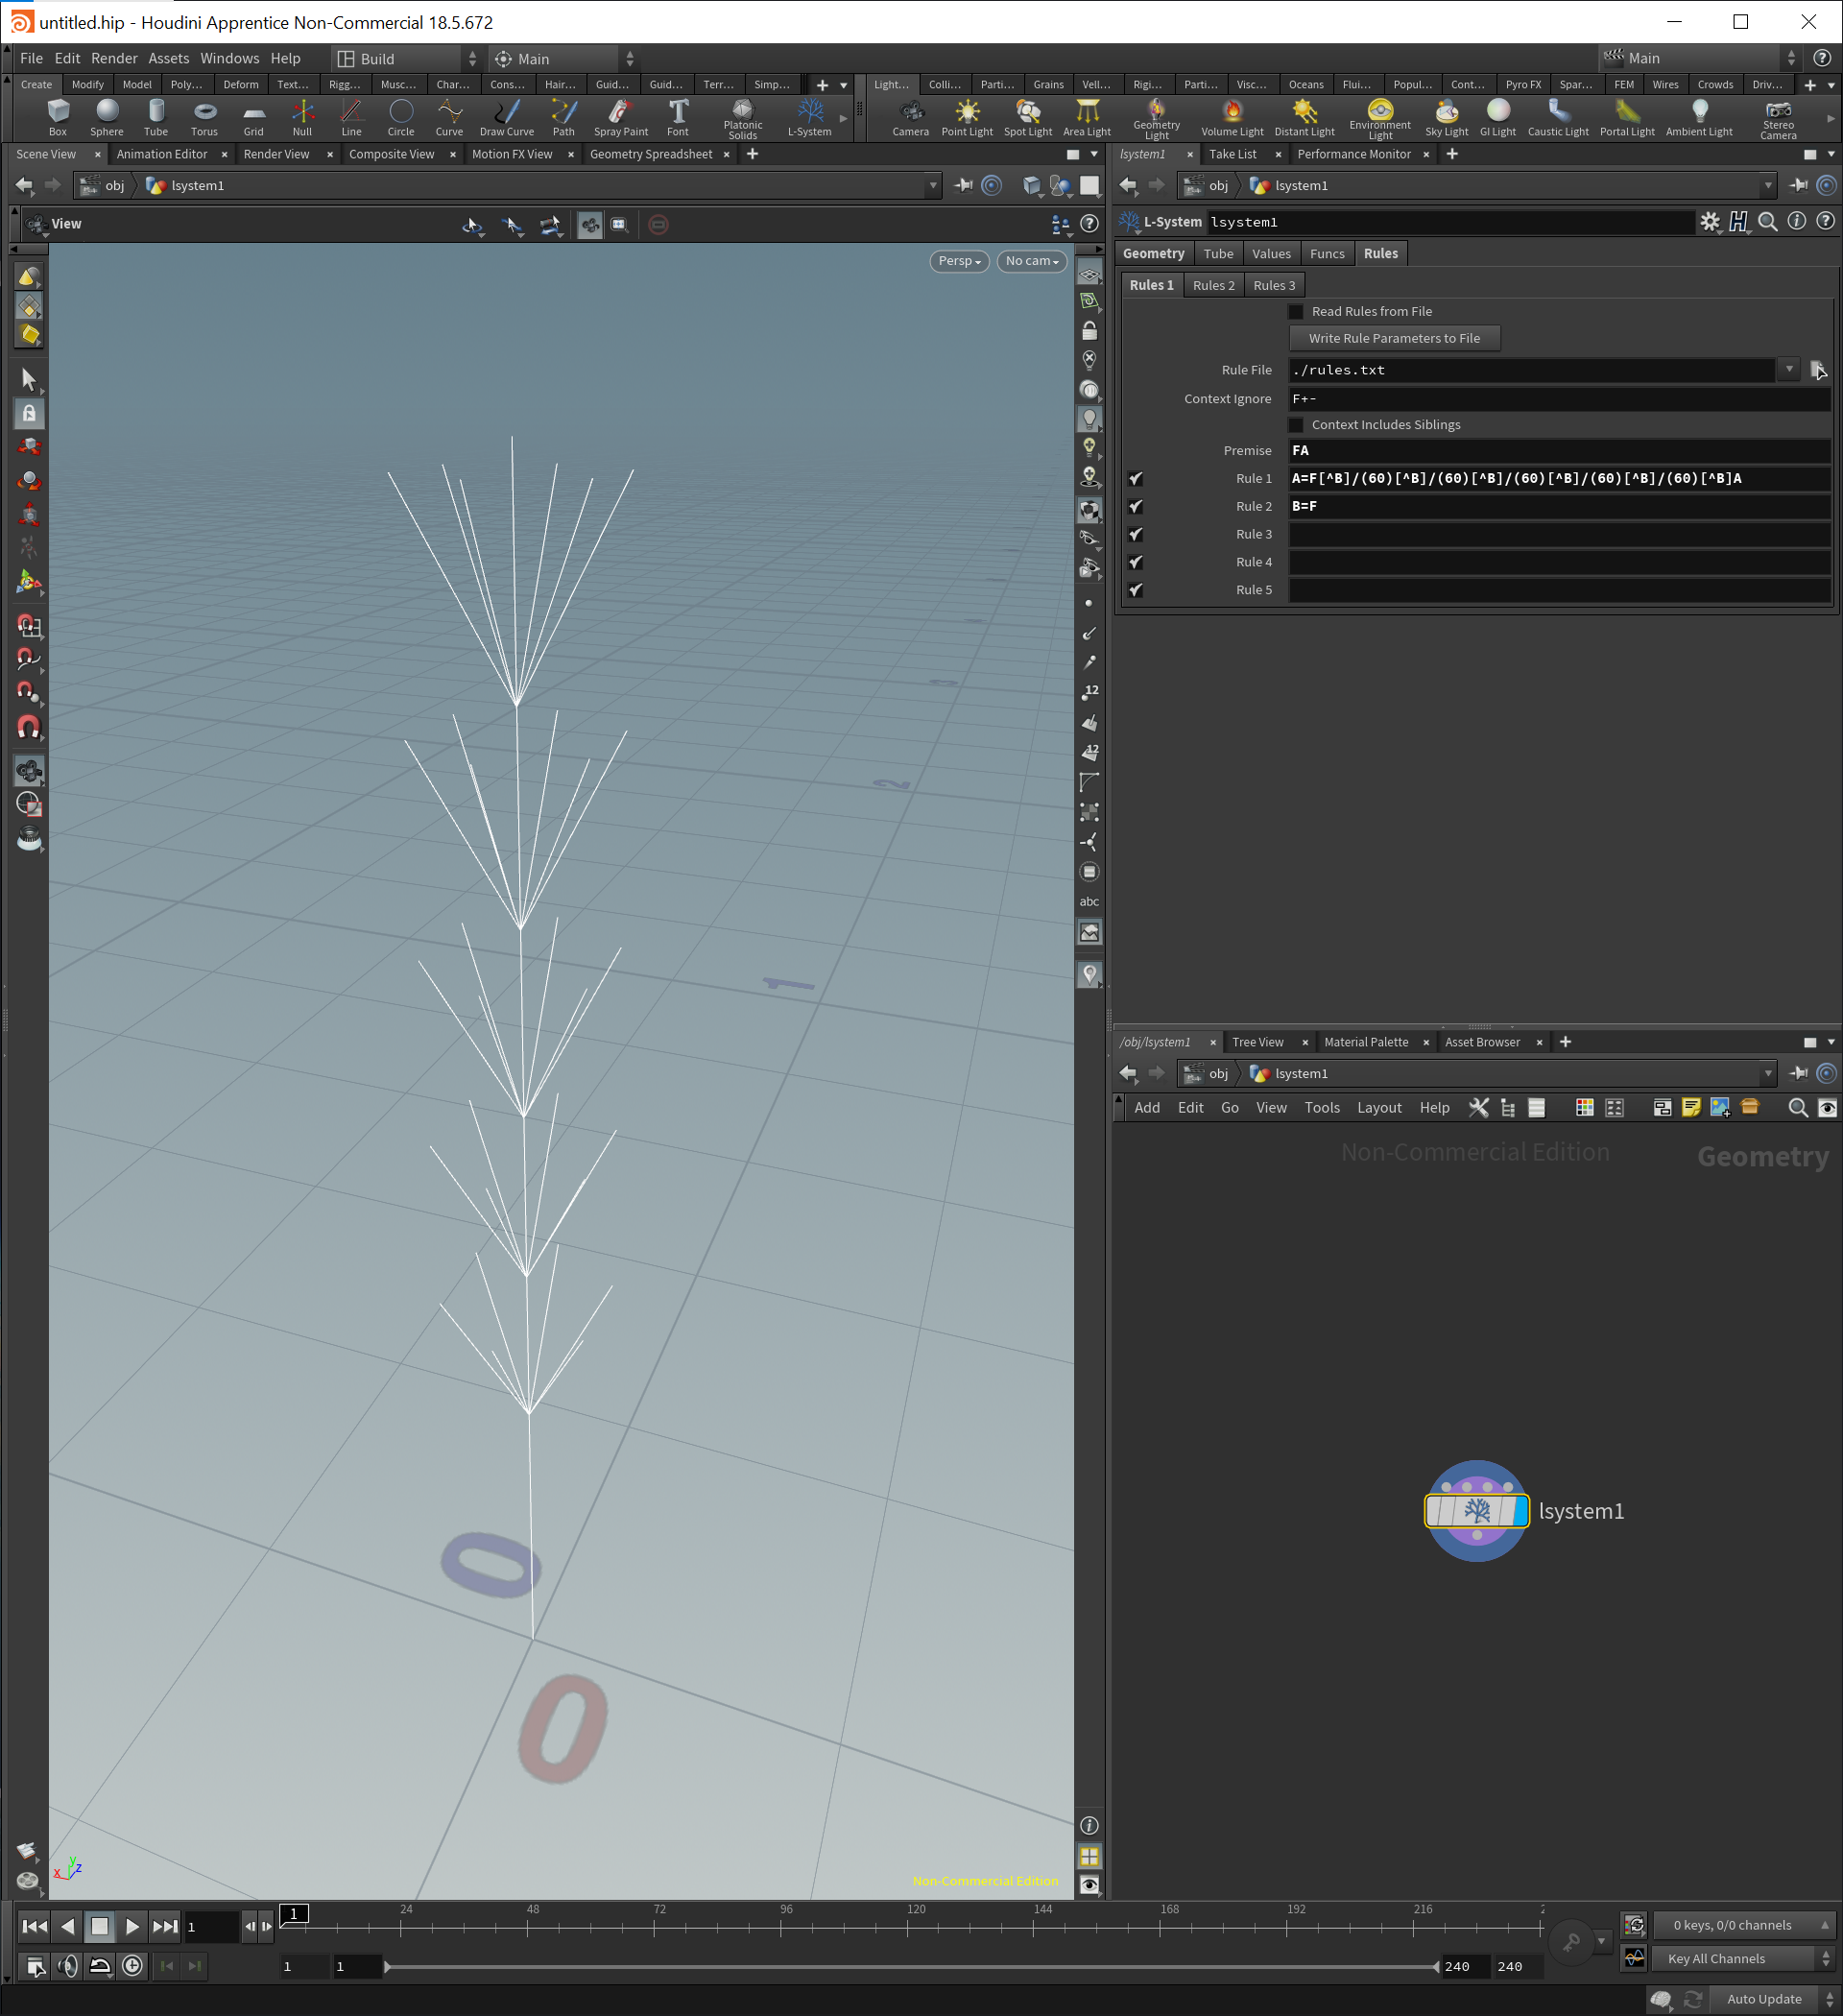 untitled.hip - Houdini Apprentice Non-Commercial 18.5.672
File Edit Render Assets Windows Help Build Main Main
Create Modify Model Poly... Deform Text... Rigg... Musc... Char... Cons... Hair... Guid... Guid... Terr... Simp...
Light... Colli... Parti... Grains Vell... Rigi... Parti... Visc... Oceans Flui... Popul... Cont... Pyro FX Spar... FEM Wires Crowds Driv...
Box Sphere Tube Torus Grid Null Line Circle Curve Draw Curve Path Spray Paint Font Platonic Solids L-System
Camera Point Light Spot Light Area Light Geometry Light Volume Light Distant Light Environment Light Sky Light GI Light Caustic Light Portal Light Ambient Light Stereo Camera
Scene View Animation Editor Render View Composite View Motion FX View Geometry Spreadsheet
obj lsystem1
View
Persp No cam
12
12
abc
2
1
0
0
x y z
Non-Commercial Edition
lsystem1 Take List Performance Monitor
obj lsystem1
L-System lsystem1
Geometry Tube Values Funcs Rules
Rules 1 Rules 2 Rules 3
Read Rules from File
Write Rule Parameters to File
Rule File ./rules.txt
Context Ignore F+-
Context Includes Siblings
Premise FA
Rule 1 A=F[^B]/(60)[^B]/(60)[^B]/(60)[^B]/(60)[^B]/(60)[^B]A
Rule 2 B=F
Rule 3
Rule 4
Rule 5
/obj/lsystem1 Tree View Material Palette Asset Browser
obj lsystem1
Add Edit Go View Tools Layout Help
Non-Commercial Edition Geometry
lsystem1
1 1 24 48 72 96 120 144 168 192 216
0 keys, 0/0 channels
1 1 240 240
Key All Channels
Auto Update